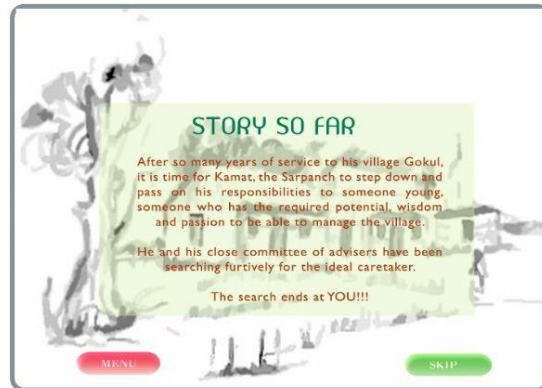 STORY SO FAR
After so many years of service to his village Gokul,
it is time for Kamat, the Sarpanch to step down and
pass on his responsibilities to someone young,
someone who has the required potential, wisdom
and passion to be able to manage the village.
He and his close committee of advisers have been
searching furtively for the ideal caretaker.
The search ends at YOU!!!
MENU
SKIP